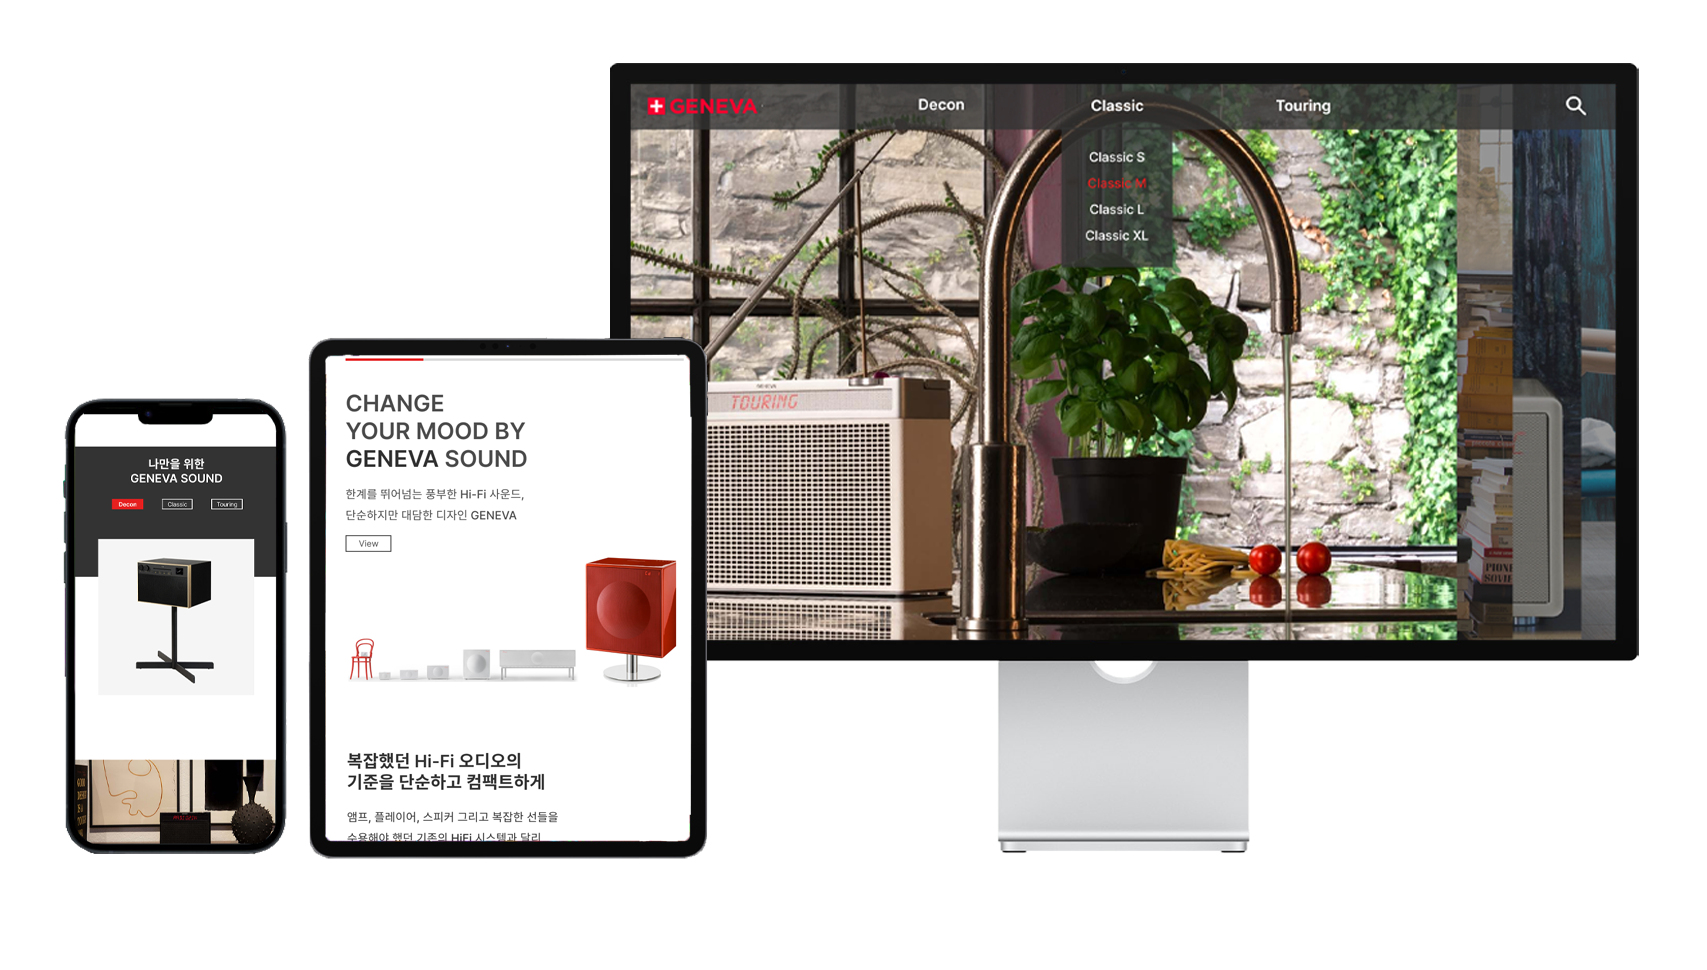 나만을 위한
GENEVA SOUND
Decon
Classic
Touring
CHANGE
YOUR MOOD BY
GENEVA SOUND
한계를 뛰어넘는 풍부한 Hi-Fi 사운드,
단순하지만 대담한 디자인 GENEVA
View
복잡했던 Hi-Fi 오디오의
기준을 단순하고 컴팩트하게
앰프, 플레이어, 스피커 그리고 복잡한 선들을
수용해야 했던 기존의 HiFi 시스템과 달리
GENEVA
Decon
Classic
Touring
Classic S
Classic M
Classic L
Classic XL
GENEVA
TOURING
PIONE
SOVIE